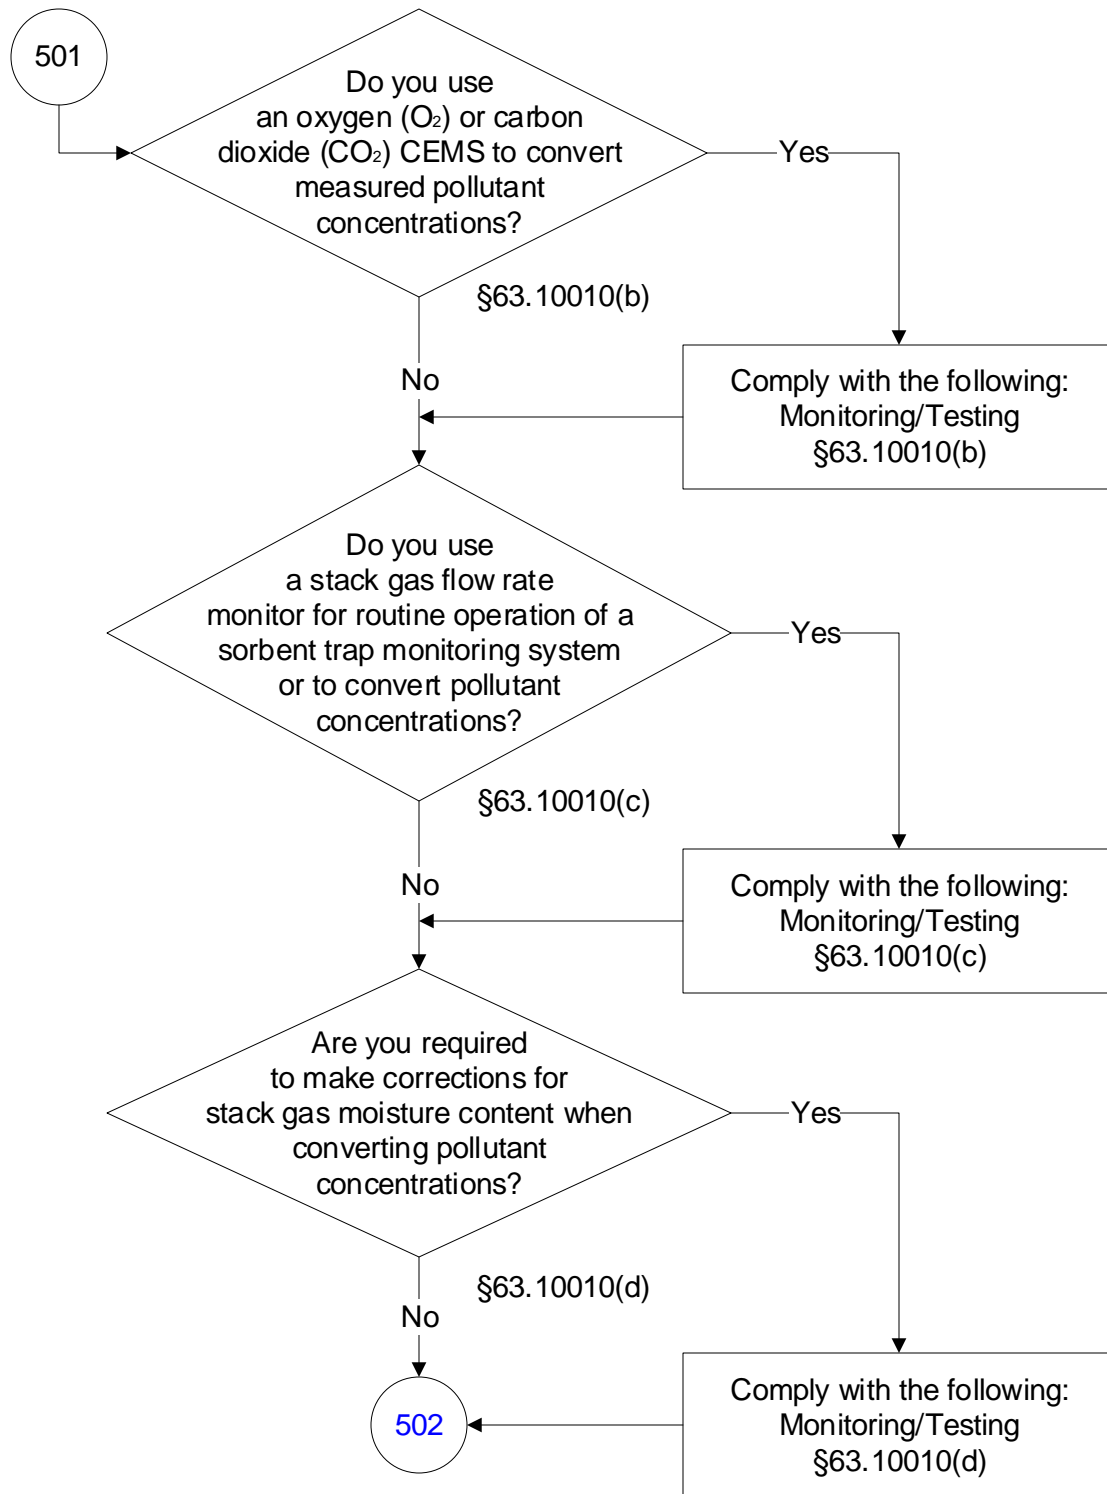 501
Do you use
an oxygen (O₂) or carbon
dioxide (CO₂) CEMS to convert
measured pollutant
concentrations?
Yes
§63.10010(b)
No
Comply with the following:
Monitoring/Testing
§63.10010(b)
Do you use
a stack gas flow rate
monitor for routine operation of a
sorbent trap monitoring system
or to convert pollutant
concentrations?
Yes
§63.10010(c)
No
Comply with the following:
Monitoring/Testing
§63.10010(c)
Are you required
to make corrections for
stack gas moisture content when
converting pollutant
concentrations?
Yes
§63.10010(d)
No
Comply with the following:
Monitoring/Testing
§63.10010(d)
502